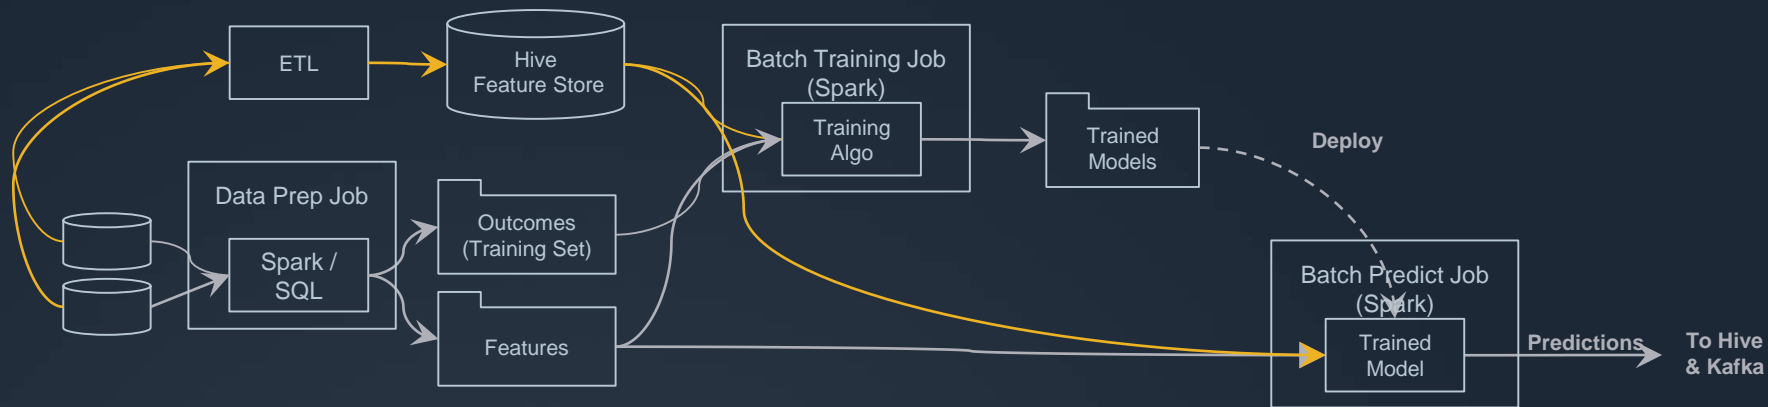 ETL
Hive
Feature Store
Batch Training Job
(Spark)
Training
Algo
Trained
Models
Deploy
Data Prep Job
Spark /
SQL
Outcomes
(Training Set)
Features
Batch Predict Job
(Spark)
Trained
Model
Predictions
To Hive
& Kafka